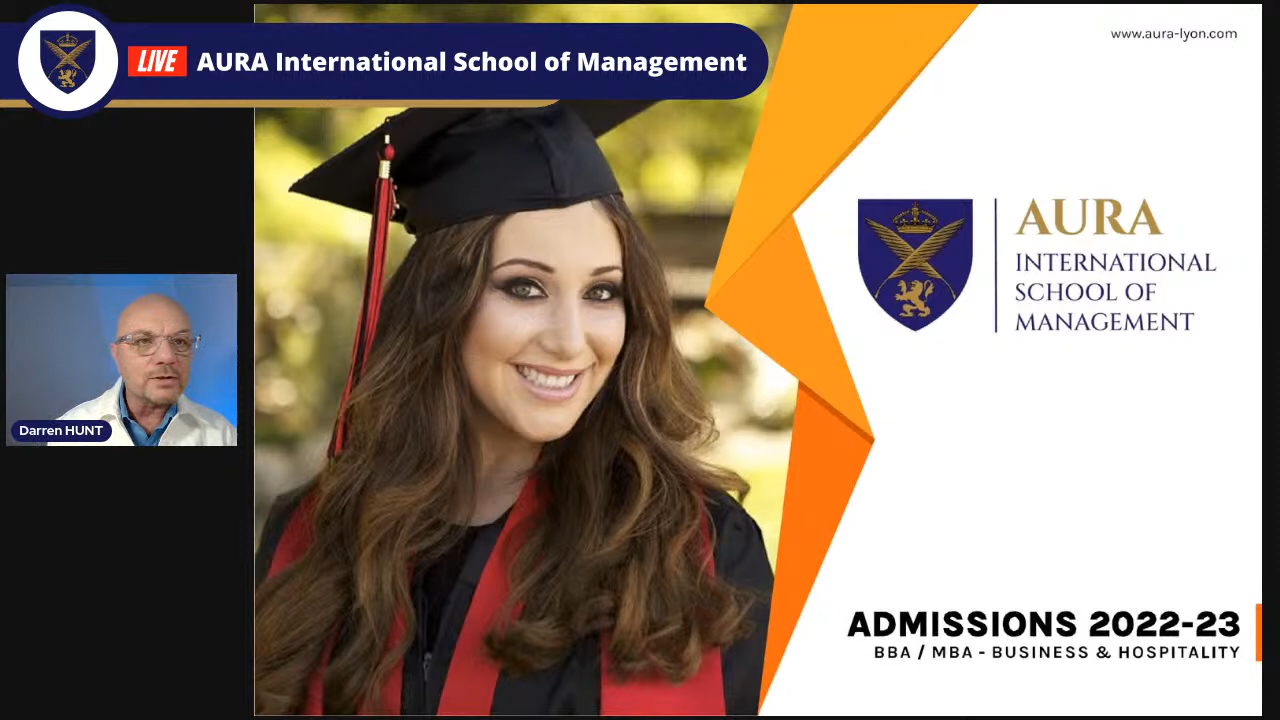 LIVE AURA International School of Management
www.aura-lyon.com
AURA
INTERNATIONAL
SCHOOL OF
MANAGEMENT
Darren HUNT
ADMISSIONS 2022-23
BBA / MBA - BUSINESS & HOSPITALITY